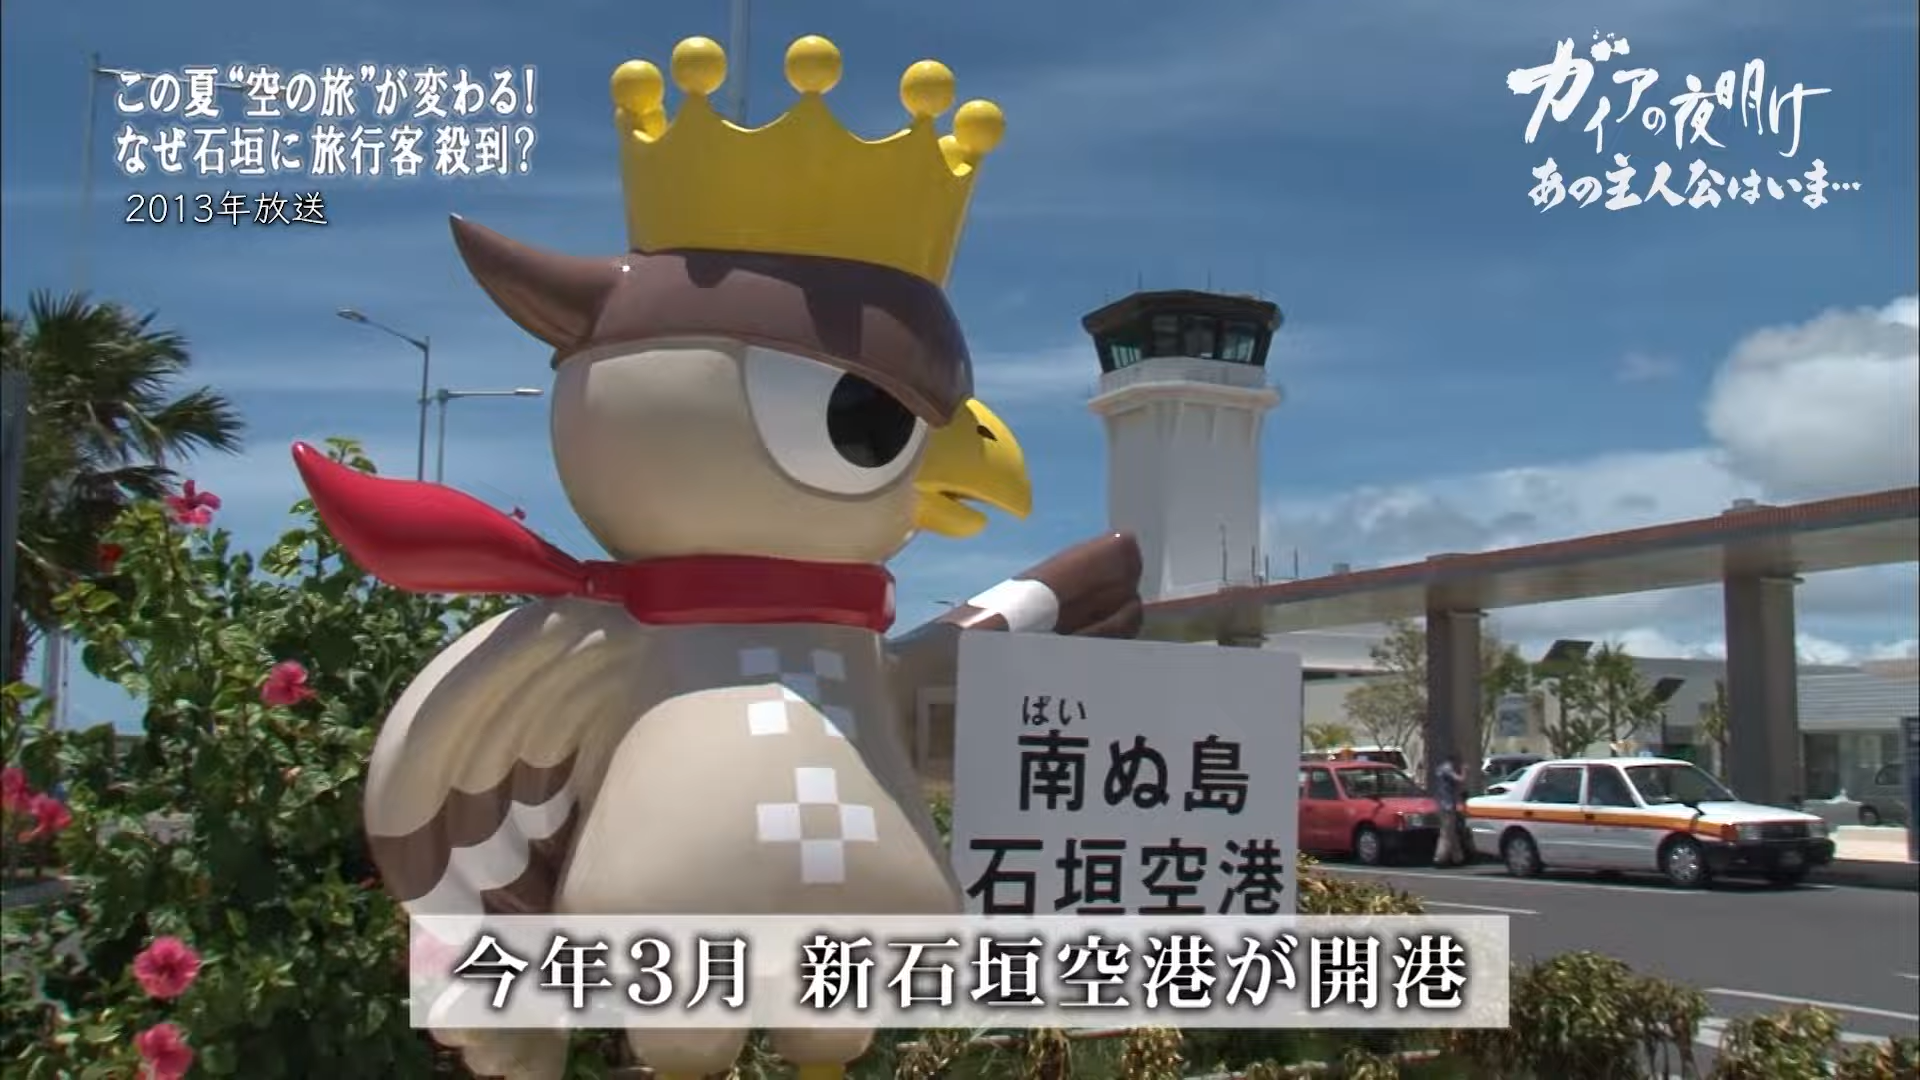 この夏“空の旅”が変わる!
なぜ石垣に旅行客殺到?
2013年放送
ガイアの夜明け
あの主人公はいま…
ぱい
南ぬ島
石垣空港
今年3月 新石垣空港が開港